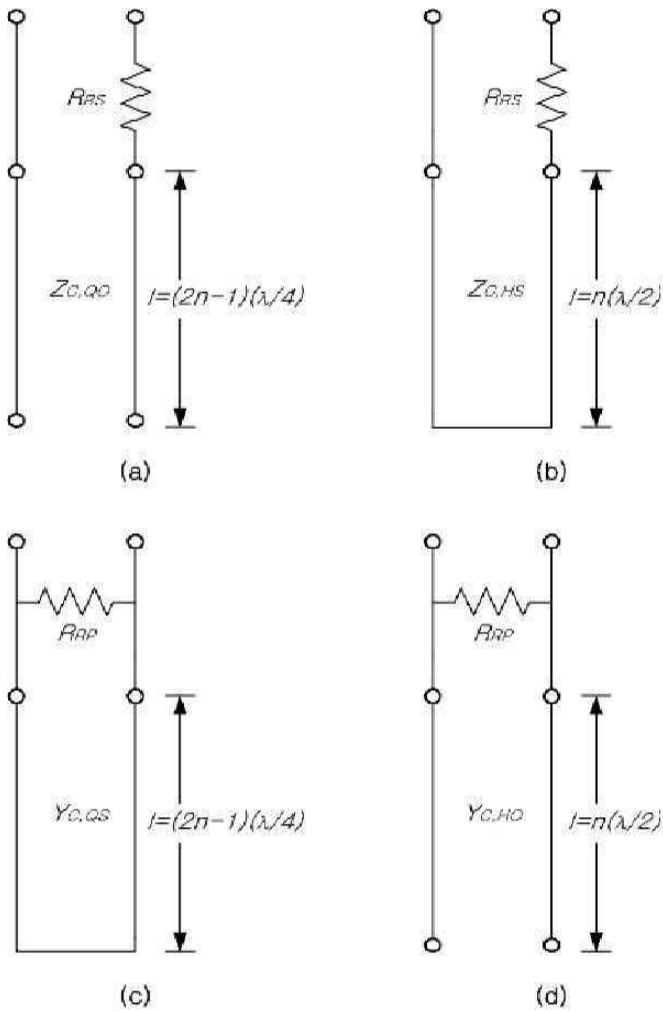 RRS
RRS
ZC,QO
l=(2n-1)(λ/4)
ZC,HS
l=n(λ/2)
(a)
(b)
RRP
RRP
YC,QS
l=(2n-1)(λ/4)
YC,HO
l=n(λ/2)
(c)
(d)